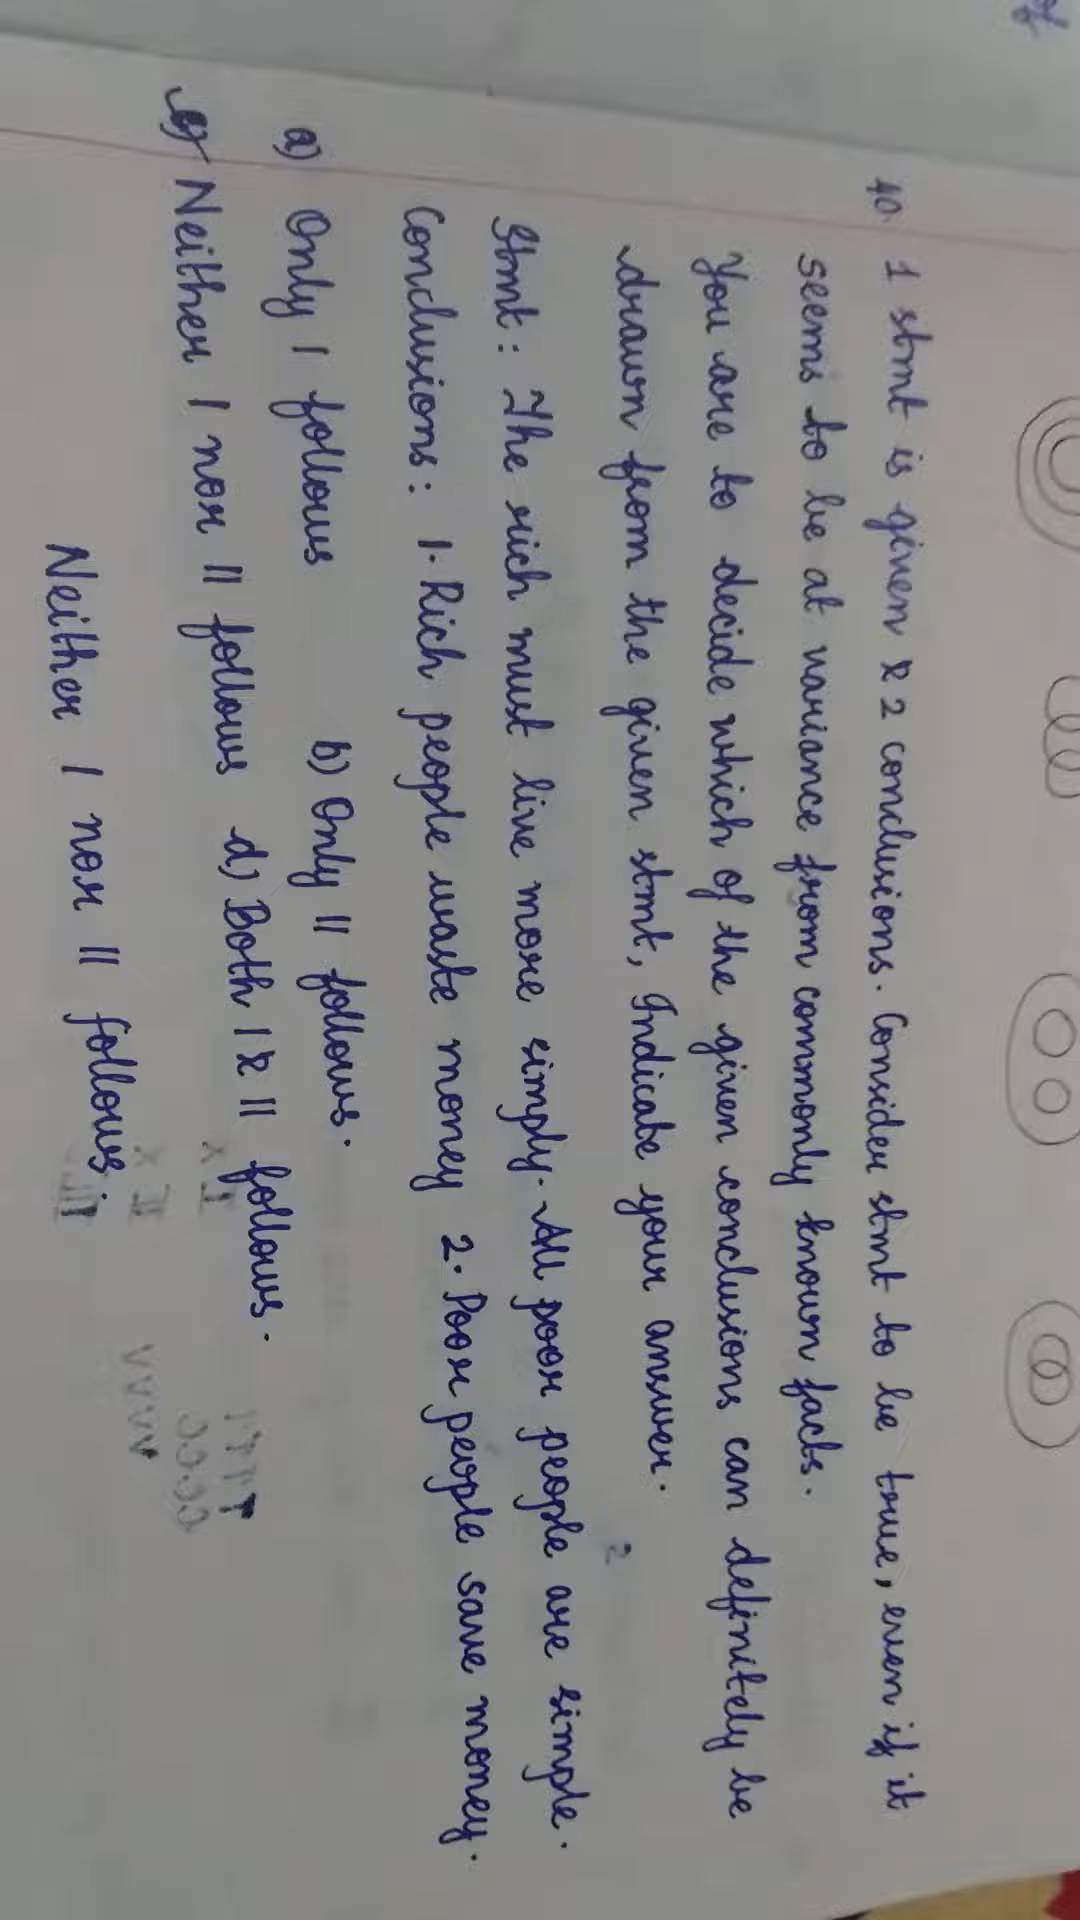 of
40. 1 stmt is given & 2 conclusions. Consider stmt to be true, even if it
seems to be at variance from commonly known facts.
You are to decide which of the given conclusions can definitely be
drawn from the given stmt, Indicate your answer.
Stmt: The rich must live more simply. All poor people are simple.
Conclusions: 1. Rich people waste money 2. Poor people save money.
a) Only I follows b) Only II follows.
c) Neither I nor II follows d) Both I & II follows.
Neither I nor II follows.